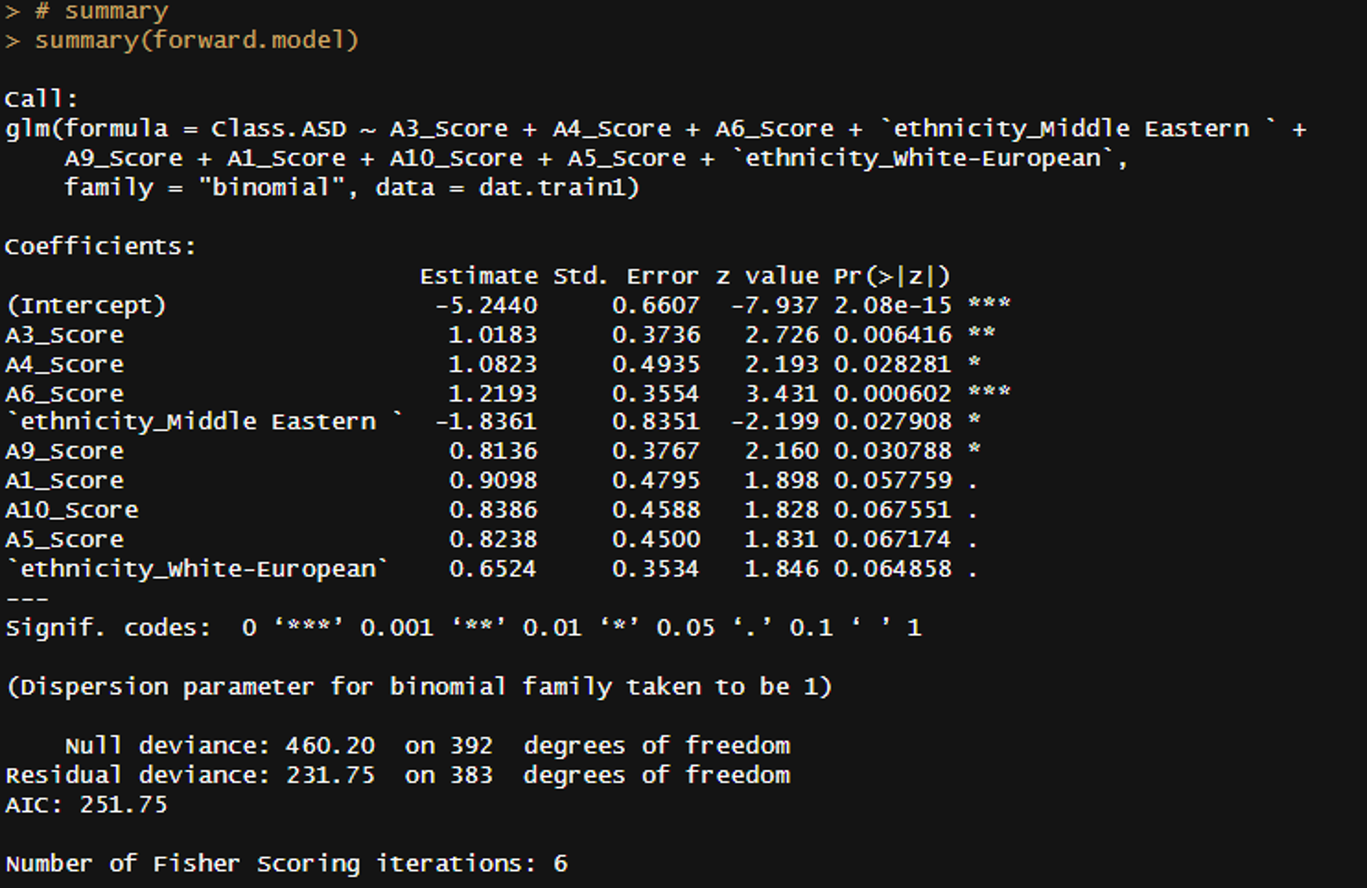 > # summary
> summary(forward.model)
Call:
glm(formula = Class.ASD ~ A3_Score + A4_Score + A6_Score + `ethnicity_Middle Eastern ` +
    A9_Score + A1_Score + A10_Score + A5_Score + `ethnicity_White-European`,
    family = "binomial", data = dat.train1)
Coefficients:
                            Estimate Std. Error z value Pr(>|z|)
(Intercept)                  -5.2440     0.6607  -7.937 2.08e-15 ***
A3_Score                      1.0183     0.3736   2.726 0.006416 **
A4_Score                      1.0823     0.4935   2.193 0.028281 *
A6_Score                      1.2193     0.3554   3.431 0.000602 ***
`ethnicity_Middle Eastern `  -1.8361     0.8351  -2.199 0.027908 *
A9_Score                      0.8136     0.3767   2.160 0.030788 *
A1_Score                      0.9098     0.4795   1.898 0.057759 .
A10_Score                     0.8386     0.4588   1.828 0.067551 .
A5_Score                      0.8238     0.4500   1.831 0.067174 .
`ethnicity_White-European`    0.6524     0.3534   1.846 0.064858 .
---
Signif. codes:  0 ‘***’ 0.001 ‘**’ 0.01 ‘*’ 0.05 ‘.’ 0.1 ‘ ’ 1
(Dispersion parameter for binomial family taken to be 1)
    Null deviance: 460.20  on 392  degrees of freedom
Residual deviance: 231.75  on 383  degrees of freedom
AIC: 251.75
Number of Fisher Scoring iterations: 6